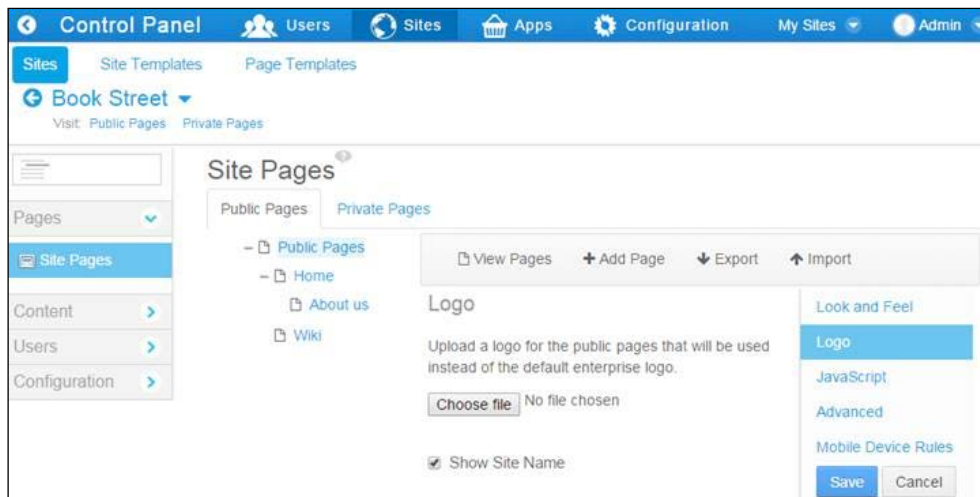 Control Panel Users Sites Apps Configuration My Sites Admin
Sites Site Templates Page Templates
Book Street
Visit: Public Pages Private Pages
Site Pages
Public Pages Private Pages
Pages
Site Pages
Content
Users
Configuration
Public Pages
Home
About us
Wiki
View Pages Add Page Export Import
Logo
Upload a logo for the public pages that will be used
instead of the default enterprise logo.
Choose file No file chosen
Show Site Name
Look and Feel
Logo
JavaScript
Advanced
Mobile Device Rules
Save Cancel